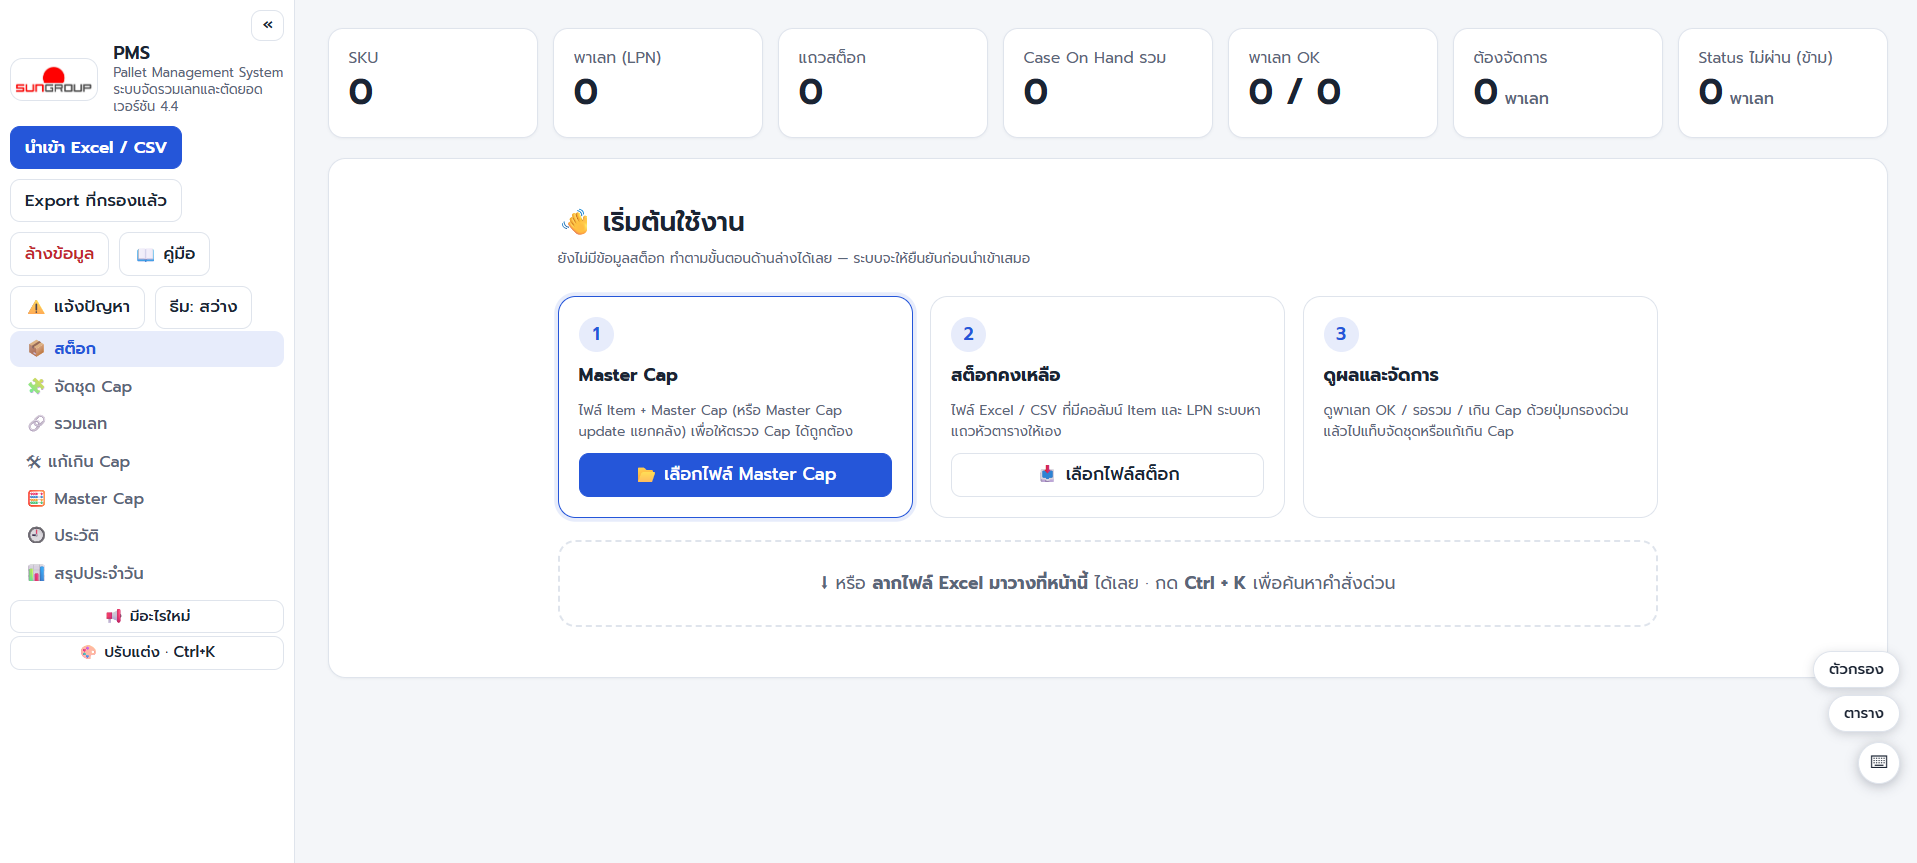 «
SUNGROUP
PMS
Pallet Management System
ระบบจัดรวมเลทและตัดยอด
เวอร์ชัน 4.4
นำเข้า Excel / CSV
Export ที่กรองแล้ว
ล้างข้อมูล
📖 คู่มือ
⚠️ แจ้งปัญหา
ธีม: สว่าง
📦 สต็อก
🧩 จัดชุด Cap
🔗 รวมเลท
🛠 แก้เกิน Cap
🧮 Master Cap
🕘 ประวัติ
📊 สรุปประจำวัน
📢 มีอะไรใหม่
🎨 ปรับแต่ง · Ctrl+K
SKU
0
พาเลท (LPN)
0
แถวสต็อก
0
Case On Hand รวม
0
พาเลท OK
0 / 0
ต้องจัดการ
0 พาเลท
Status ไม่ผ่าน (ข้าม)
0 พาเลท
👋 เริ่มต้นใช้งาน
ยังไม่มีข้อมูลสต็อก ทำตามขั้นตอนด้านล่างได้เลย — ระบบจะให้ยืนยันก่อนนำเข้าเสมอ
1
Master Cap
ไฟล์ Item + Master Cap (หรือ Master Cap
update แยกคลัง) เพื่อให้ตรวจ Cap ได้ถูกต้อง
📂 เลือกไฟล์ Master Cap
2
สต็อกคงเหลือ
ไฟล์ Excel / CSV ที่มีคอลัมน์ Item และ LPN ระบบหา
แถวหัวตารางให้เอง
📥 เลือกไฟล์สต็อก
3
ดูผลและจัดการ
ดูพาเลท OK / รอรวม / เกิน Cap ด้วยปุ่มกรองด่วน
แล้วไปแท็บจัดชุดหรือแก้เกิน Cap
⬇ หรือ ลากไฟล์ Excel มาวางที่หน้านี้ ได้เลย · กด Ctrl + K เพื่อค้นหาคำสั่งด่วน
ตัวกรอง
ตาราง